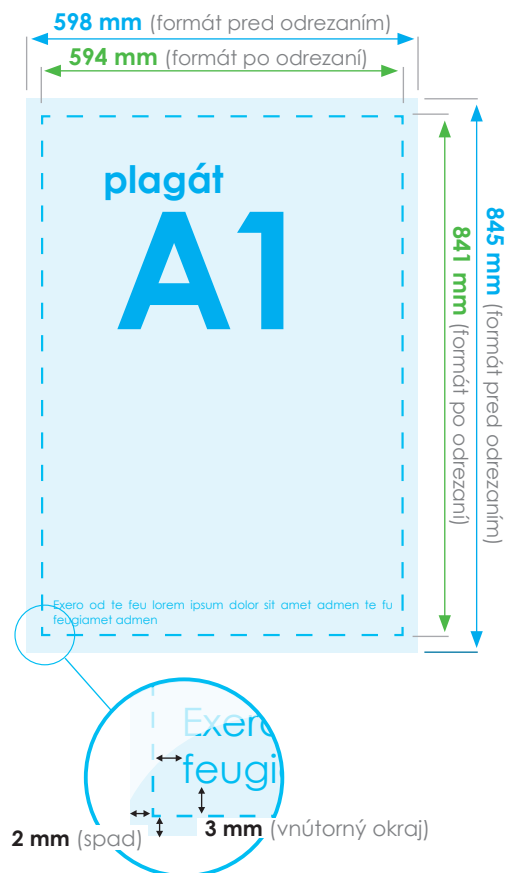 598 mm (formát pred odrezaním)
594 mm (formát po odrezaní)
plagát
A1
841 mm (formát po odrezaní)
845 mm (formát pred odrezaním)
Exero od te feu lorem ipsum dolor sit amet admen te fu
feugiamet admen
Exero
feugi
2 mm (spad)
3 mm (vnútorný okraj)